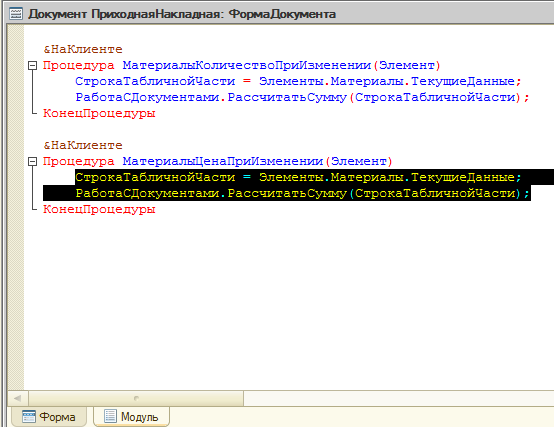 Документ ПриходнаяНакладная: ФормаДокумента
&НаКлиенте
Процедура МатериалыКоличествоПриИзменении(Элемент)
СтрокаТабличнойЧасти = Элементы.Материалы.ТекущиеДанные;
РаботаСДокументами.РассчитатьСумму(СтрокаТабличнойЧасти);
КонецПроцедуры
&НаКлиенте
Процедура МатериалыЦенаПриИзменении(Элемент)
СтрокаТабличнойЧасти = Элементы.Материалы.ТекущиеДанные;
РаботаСДокументами.РассчитатьСумму(СтрокаТабличнойЧасти);
КонецПроцедуры
Форма
Модуль